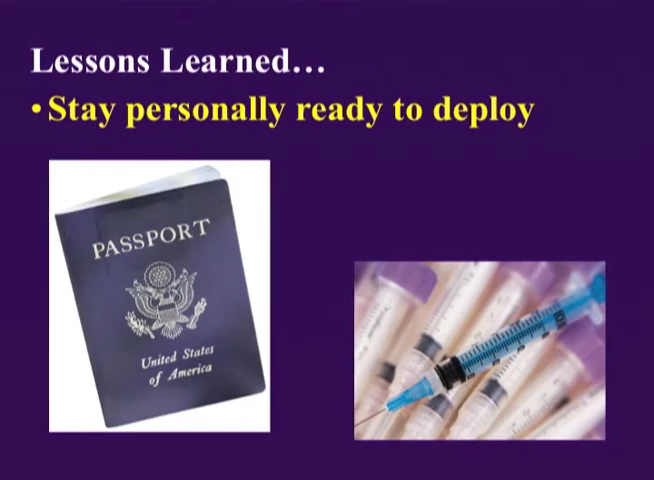 Lessons Learned...
• Stay personally ready to deploy
PASSPORT
United States
of America